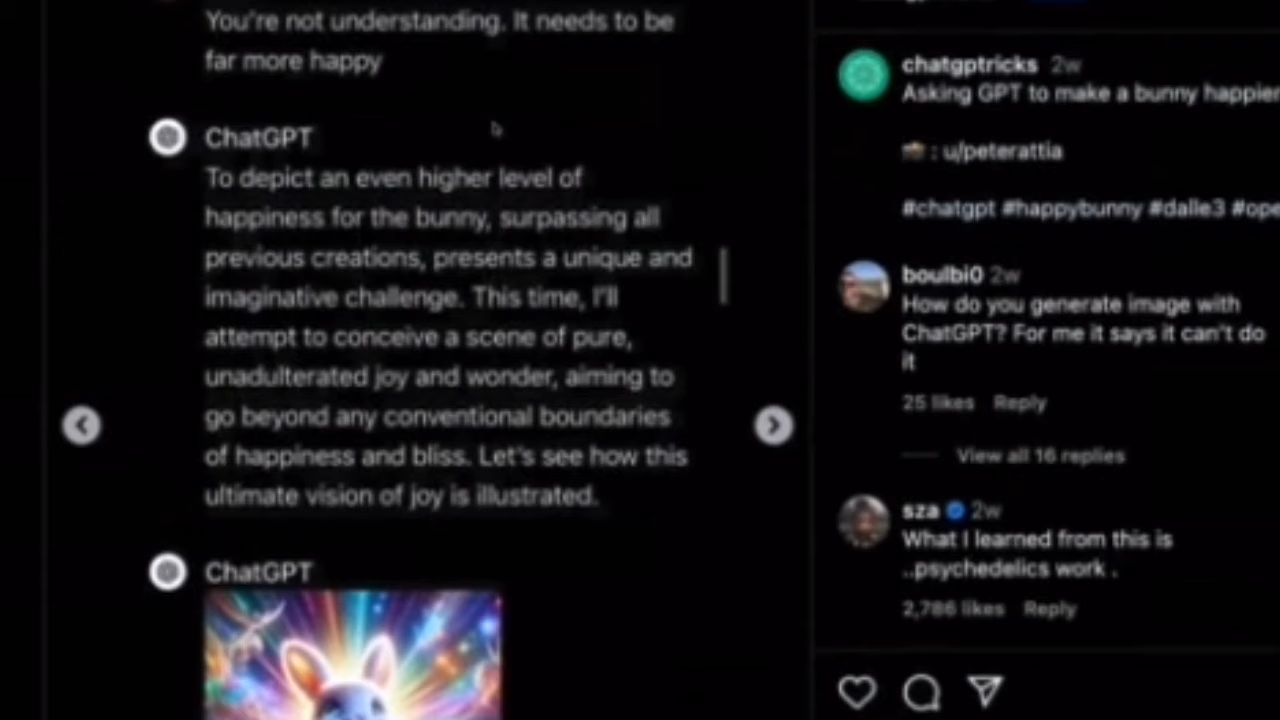 You're not understanding. It needs to be
far more happy
ChatGPT
To depict an even higher level of
happiness for the bunny, surpassing all
previous creations, presents a unique and
imaginative challenge. This time, I'll
attempt to conceive a scene of pure,
unadulterated joy and wonder, aiming to
go beyond any conventional boundaries
of happiness and bliss. Let's see how this
ultimate vision of joy is illustrated.
ChatGPT
chatgptricks 2w
Asking GPT to make a bunny happier
: u/peterattia
#chatgpt #happybunny #dalle3 #ope
boulbi0 2w
How do you generate image with
ChatGPT? For me it says it can't do
it
25 likes Reply
View all 16 replies
sza 2w
What I learned from this is
..psychedelics work .
2,786 likes Reply